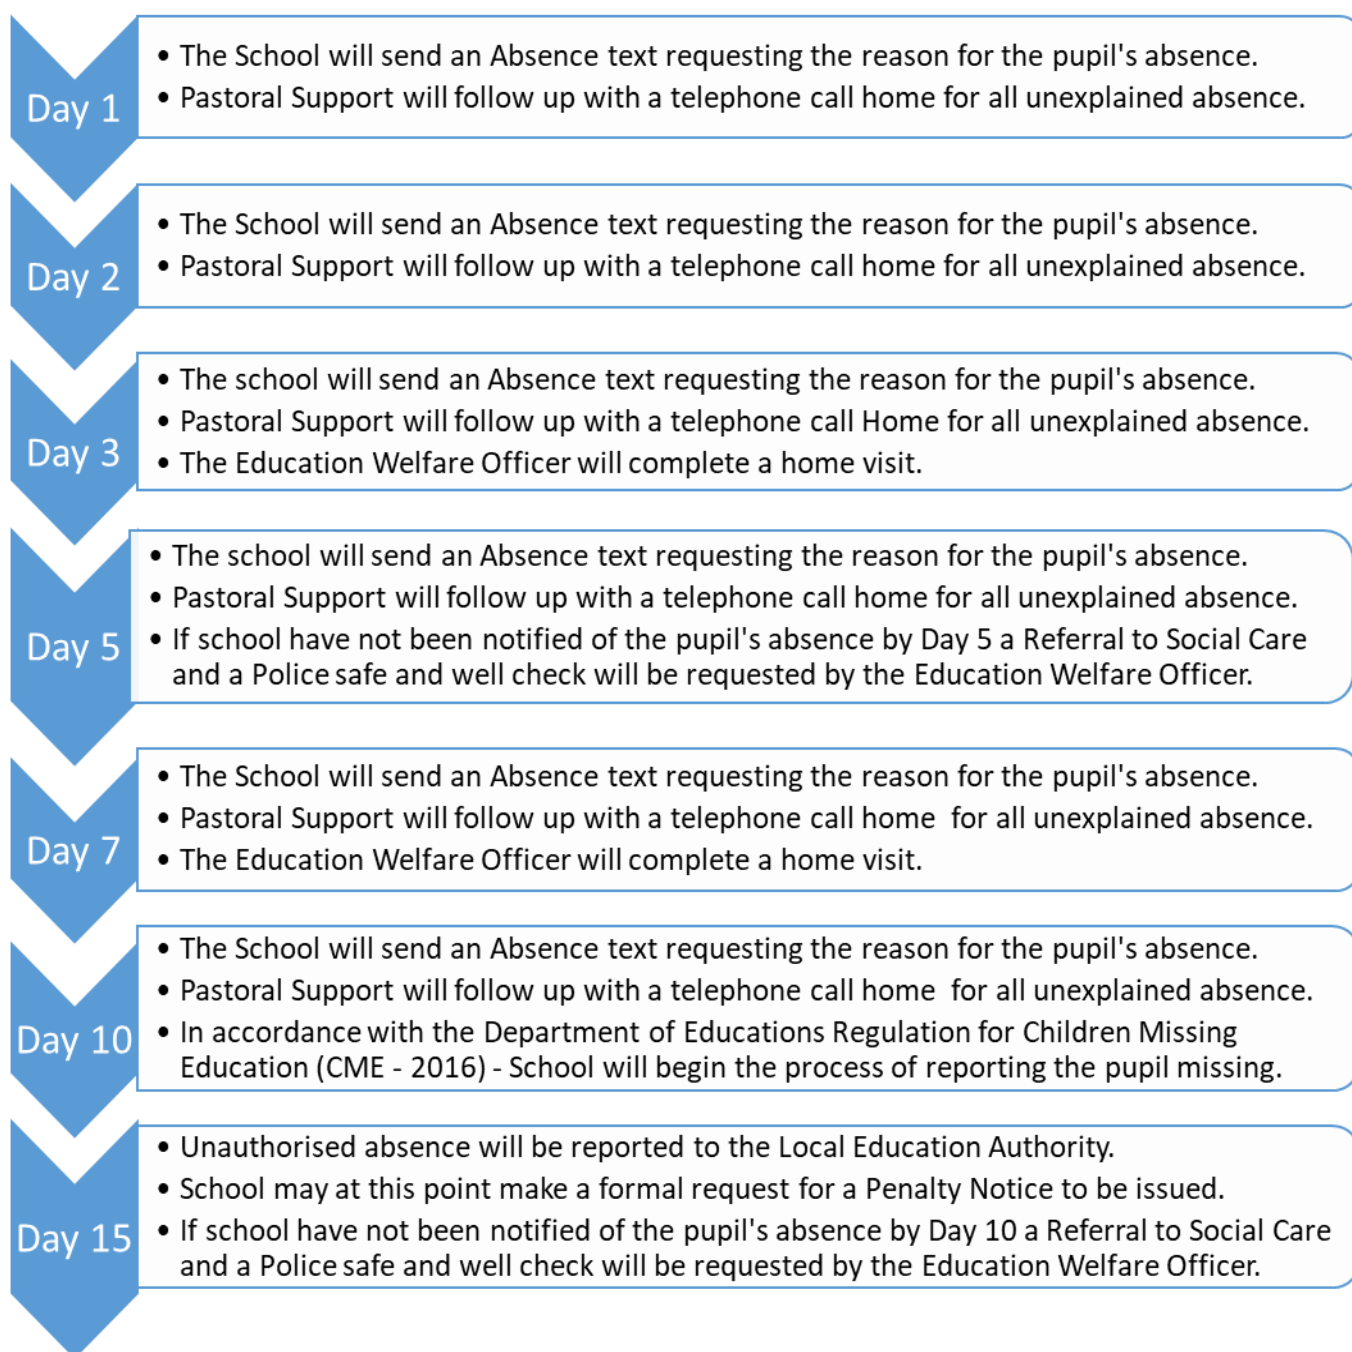 Day 1
• The School will send an Absence text requesting the reason for the pupil's absence.
• Pastoral Support will follow up with a telephone call home for all unexplained absence.
Day 2
• The School will send an Absence text requesting the reason for the pupil's absence.
• Pastoral Support will follow up with a telephone call home for all unexplained absence.
Day 3
• The school will send an Absence text requesting the reason for the pupil's absence.
• Pastoral Support will follow up with a telephone call Home for all unexplained absence.
• The Education Welfare Officer will complete a home visit.
Day 5
• The school will send an Absence text requesting the reason for the pupil's absence.
• Pastoral Support will follow up with a telephone call home for all unexplained absence.
• If school have not been notified of the pupil's absence by Day 5 a Referral to Social Care
and a Police safe and well check will be requested by the Education Welfare Officer.
Day 7
• The School will send an Absence text requesting the reason for the pupil's absence.
• Pastoral Support will follow up with a telephone call home  for all unexplained absence.
• The Education Welfare Officer will complete a home visit.
Day 10
• The School will send an Absence text requesting the reason for the pupil's absence.
• Pastoral Support will follow up with a telephone call home  for all unexplained absence.
• In accordance with the Department of Educations Regulation for Children Missing
Education (CME - 2016) - School will begin the process of reporting the pupil missing.
Day 15
• Unauthorised absence will be reported to the Local Education Authority.
• School may at this point make a formal request for a Penalty Notice to be issued.
• If school have not been notified of the pupil's absence by Day 10 a Referral to Social Care
and a Police safe and well check will be requested by the Education Welfare Officer.